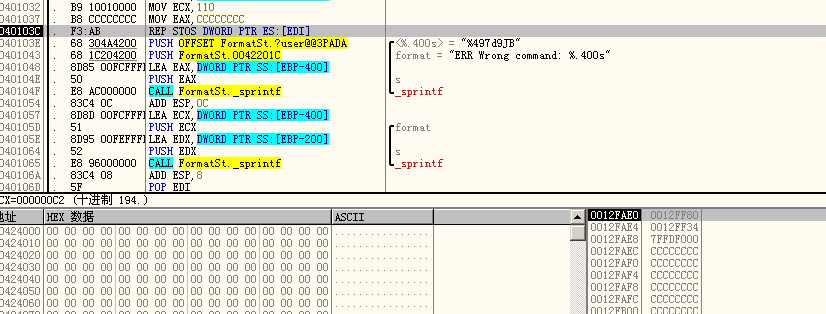 0401032 . B9 10010000 MOV ECX,110
0401037 . B8 CCCCCCCC MOV EAX,CCCCCCCC
040103C . F3:AB REP STOS DWORD PTR ES:[EDI]
040103E . 68 304A4200 PUSH OFFSET FormatSt.?user@@3PADA <%.400s> = "%497d9JB"
0401043 . 68 1C204200 PUSH FormatSt.0042201C format = "ERR Wrong command: %.400s"
0401048 . 8D85 00FCFFFF LEA EAX,DWORD PTR SS:[EBP-400]
040104E . 50 PUSH EAX s
040104F . E8 AC000000 CALL FormatSt._sprintf _sprintf
0401054 . 83C4 0C ADD ESP,0C
0401057 . 8D8D 00FCFFFF LEA ECX,DWORD PTR SS:[EBP-400]
040105D . 51 PUSH ECX format
040105E . 8D95 00FEFFFF LEA EDX,DWORD PTR SS:[EBP-200]
0401064 . 52 PUSH EDX s
0401065 . E8 96000000 CALL FormatSt._sprintf _sprintf
040106A . 83C4 08 ADD ESP,8
040106D . 5F POP EDI
CX=000000C2 (十进制 194.)
地址 HEX 数据 ASCII
0424000 00 00 00 00 00 00 00 00 00 00 00 00 00 00 00 00 ................
0424010 00 00 00 00 00 00 00 00 00 00 00 00 00 00 00 00 ................
0424020 00 00 00 00 00 00 00 00 00 00 00 00 00 00 00 00 ................
0424030 00 00 00 00 00 00 00 00 00 00 00 00 00 00 00 00 ................
0424040 00 00 00 00 00 00 00 00 00 00 00 00 00 00 00 00 ................
0424050 00 00 00 00 00 00 00 00 00 00 00 00 00 00 00 00 ................
0424060 00 00 00 00 00 00 00 00 00 00 00 00 00 00 00 00 ................
0012FAE0 0012FF80
0012FAE4 0012FF34
0012FAE8 7FFDF000
0012FAEC CCCCCCCC
0012FAF0 CCCCCCCC
0012FAF4 CCCCCCCC
0012FAF8 CCCCCCCC
0012FAFC CCCCCCCC
0012FB00 CCCCCCCC